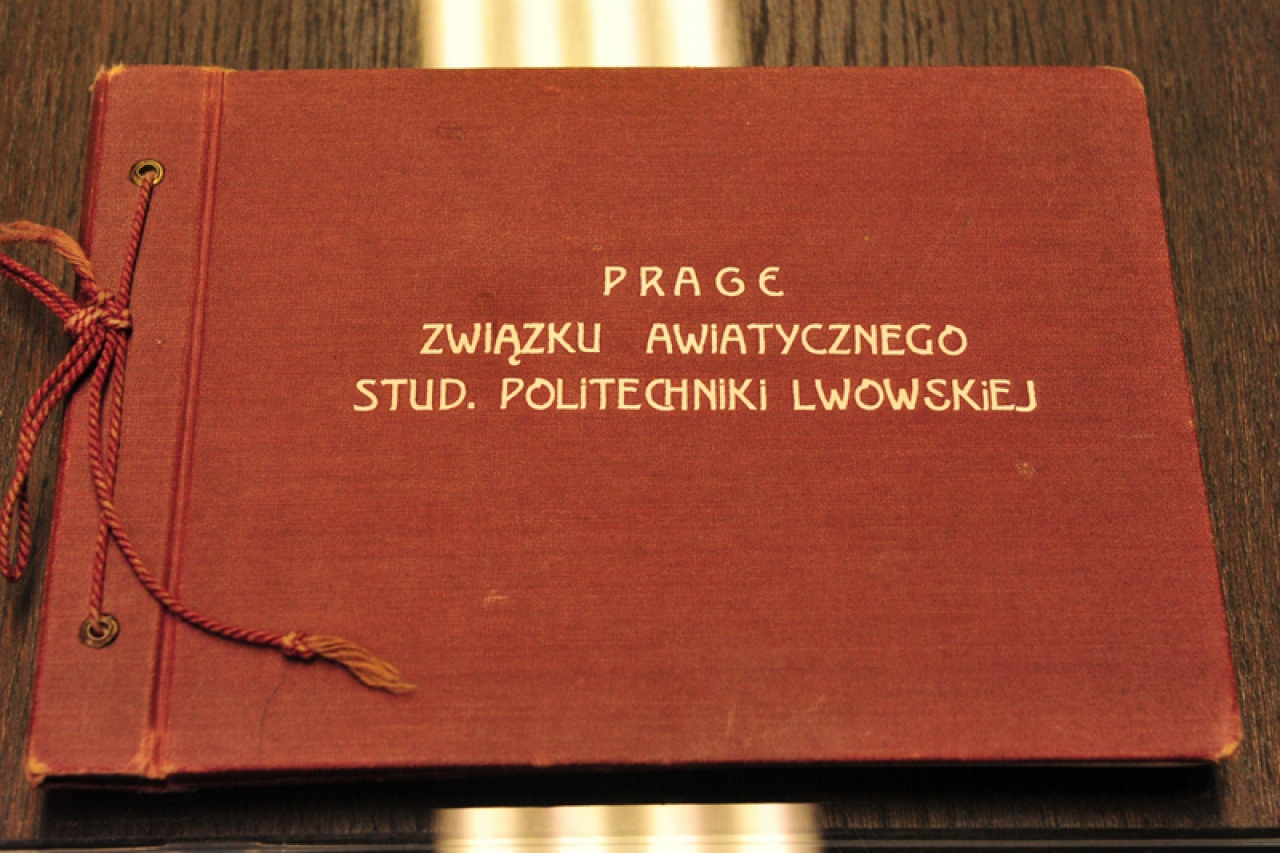 PRAGE
ZWIĄZKU AWIATYCZNEGO
STUD. POLITECHNIKI LWOWSKIEJ